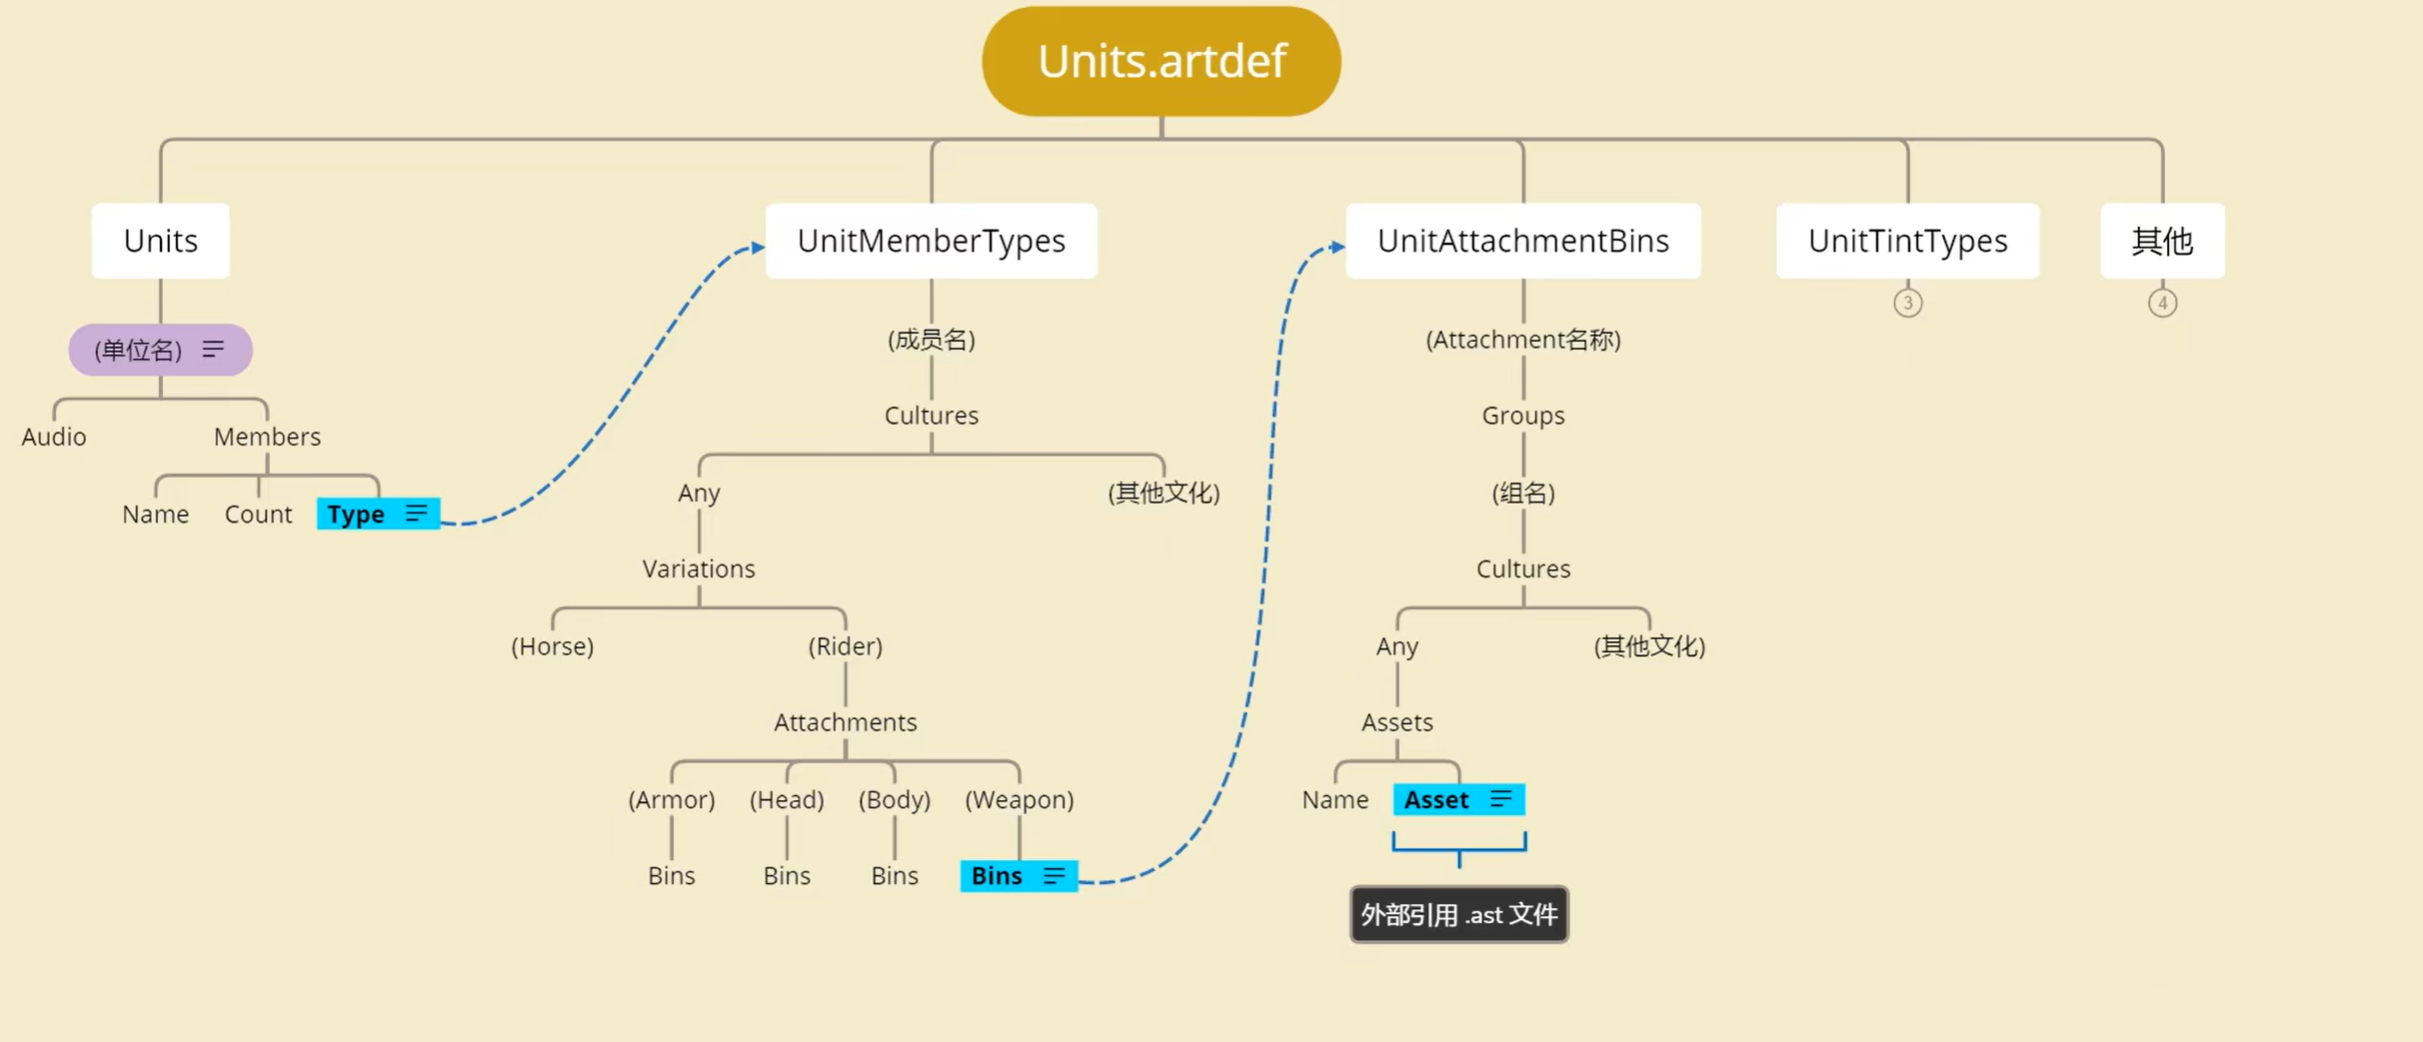 Units.artdef
Units
UnitMemberTypes
UnitAttachmentBins
UnitTintTypes
其他
3
4
(单位名)
(成员名)
(Attachment名称)
Cultures
Groups
Audio
Members
Any
(其他文化)
(组名)
Name
Count
Type
Variations
Cultures
(Horse)
(Rider)
Any
(其他文化)
Attachments
Assets
(Armor)
(Head)
(Body)
(Weapon)
Name
Asset
Bins
Bins
Bins
Bins
外部引用 .ast 文件